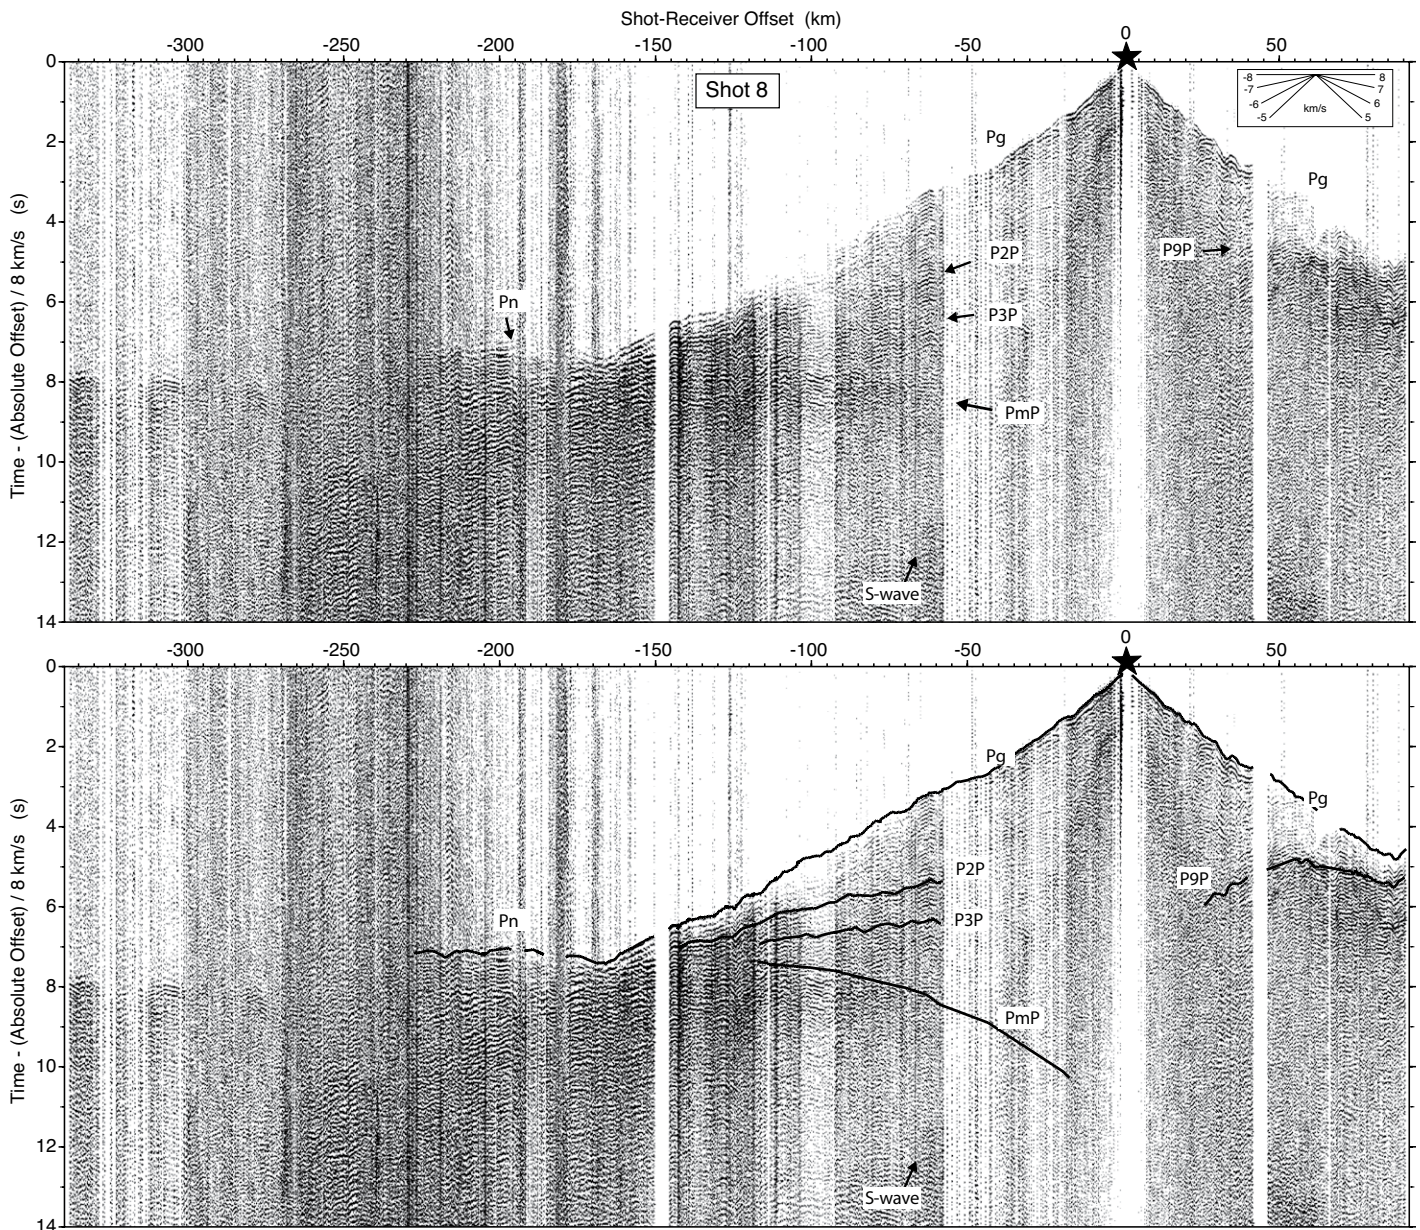 Shot-Receiver Offset (km)
-300 -250 -200 -150 -100 -50 0 50
Shot 8
-8 8
-7 7
-6 6
-5 km/s 5
0
2
4
6
8
10
12
14
Time - (Absolute Offset) / 8 km/s (s)
Pg
Pg
P2P
P9P
Pn
P3P
PmP
S-wave
-300 -250 -200 -150 -100 -50 0 50
0
2
4
6
8
10
12
14
Time - (Absolute Offset) / 8 km/s (s)
Pg
Pg
P2P
P9P
Pn
P3P
PmP
S-wave